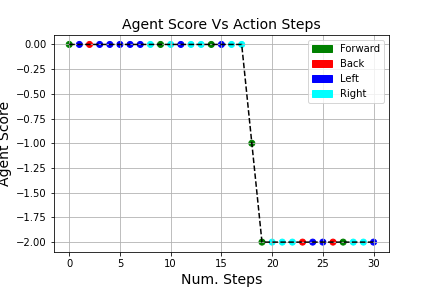 Agent Score Vs Action Steps
0.00
−0.25
−0.50
−0.75
−1.00
−1.25
−1.50
−1.75
−2.00
Agent Score
Forward
Back
Left
Right
0 5 10 15 20 25 30
Num. Steps